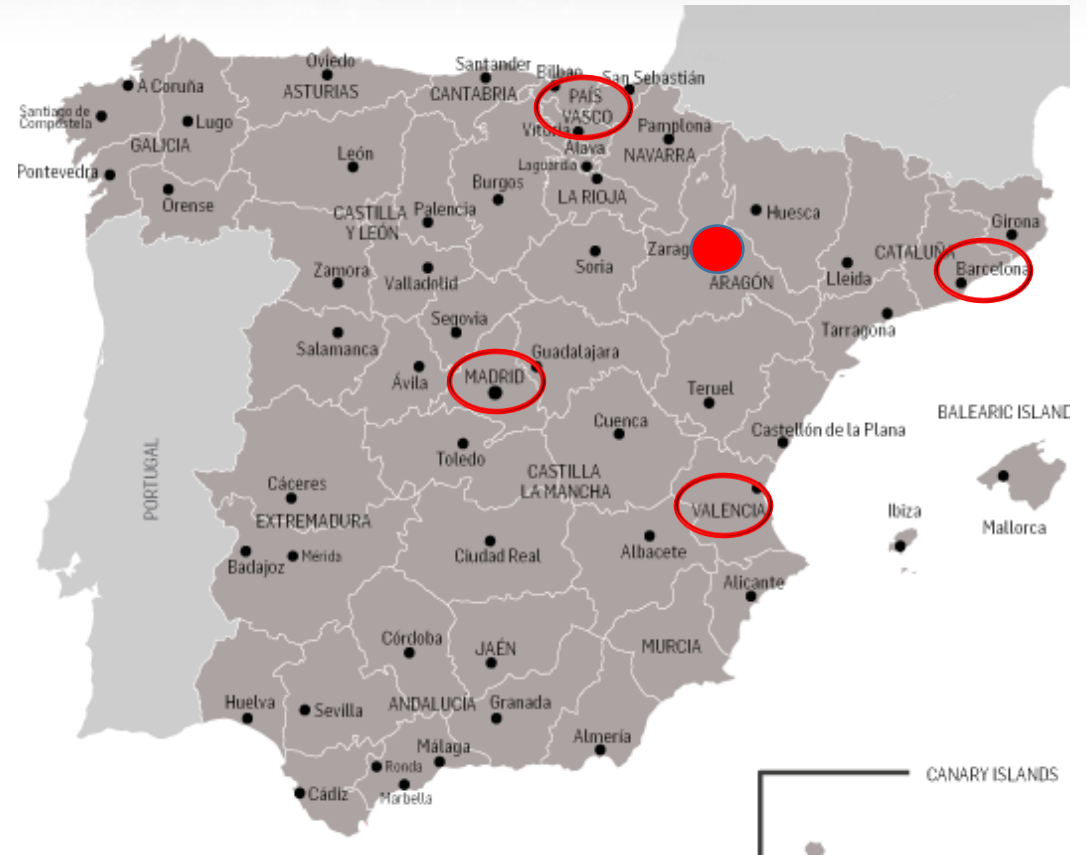 Oviedo
Santander
Bilbao
San Sebastián
A Coruña
ASTURIAS
CANTABRIA
PAÍS
VASCO
Santiago de
Compostela
Lugo
Vitoria
Pamplona
GALICIA
León
Alava
NAVARRA
Pontevedra
Laguardia
Burgos
LA RIOJA
Orense
CASTILLA
Y LEÓN
Palencia
Huesca
Girona
Zarag
CATALUÑA
Soria
Zamora
Valladolid
ARAGÓN
Lleida
Barcelona
Segovia
Tarragona
Salamanca
Guadalajara
Ávila
MADRID
Teruel
BALEARIC ISLAND
Cuenca
Castellón de la Plana
Toledo
CASTILLA
LA MANCHA
PORTUGAL
Cáceres
VALENCIA
Ibiza
EXTREMADURA
Mallorca
Ciudad Real
Albacete
Badajoz
Mérida
Alicante
Córdoba
JAÉN
MURCIA
Huelva
Sevilla
ANDALUCÍA
Granada
Almería
Málaga
Ronda
CANARY ISLANDS
Cádiz
Marbella